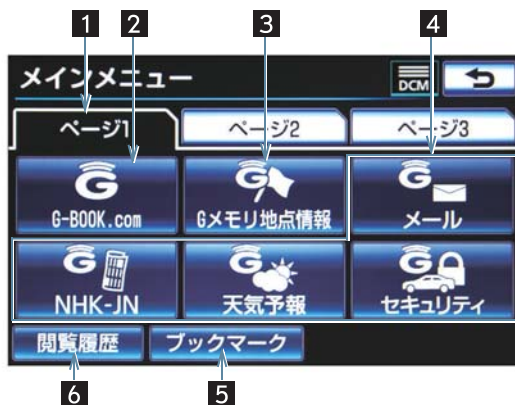 1 2 3 4
メインメニュー DCM
ページ1 ページ2 ページ3
G G G
G-BOOK.com Gメモリ地点情報 メール
G G G
NHK-JN 天気予報 セキュリティ
閲覧履歴 ブックマーク
6 5